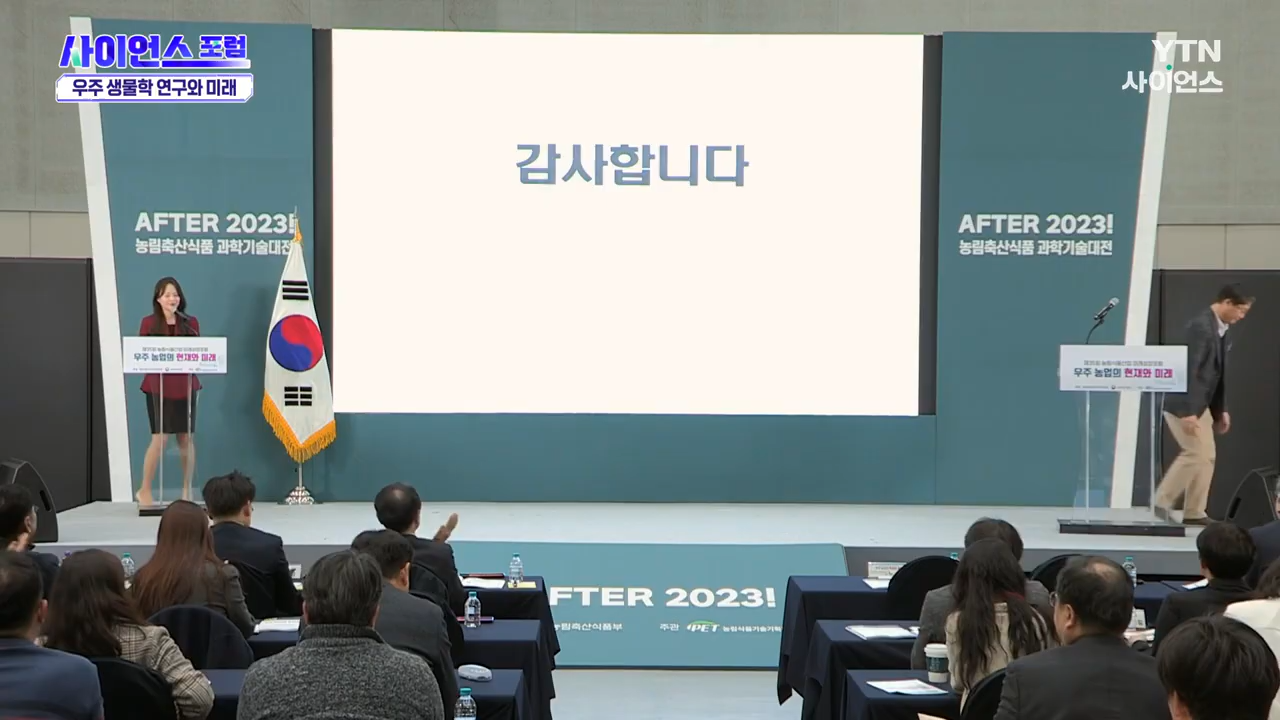 사이언스 포럼
우주 생물학 연구와 미래
YTN
사이언스
감사합니다
AFTER 2023!
농림축산식품 과학기술대전
AFTER 2023!
농림축산식품 과학기술대전
우주 농업의 현재와 미래
우주 농업의 현재와 미래
FTER 2023!
농림축산식품부
주관 iPET 농림식품기술기획